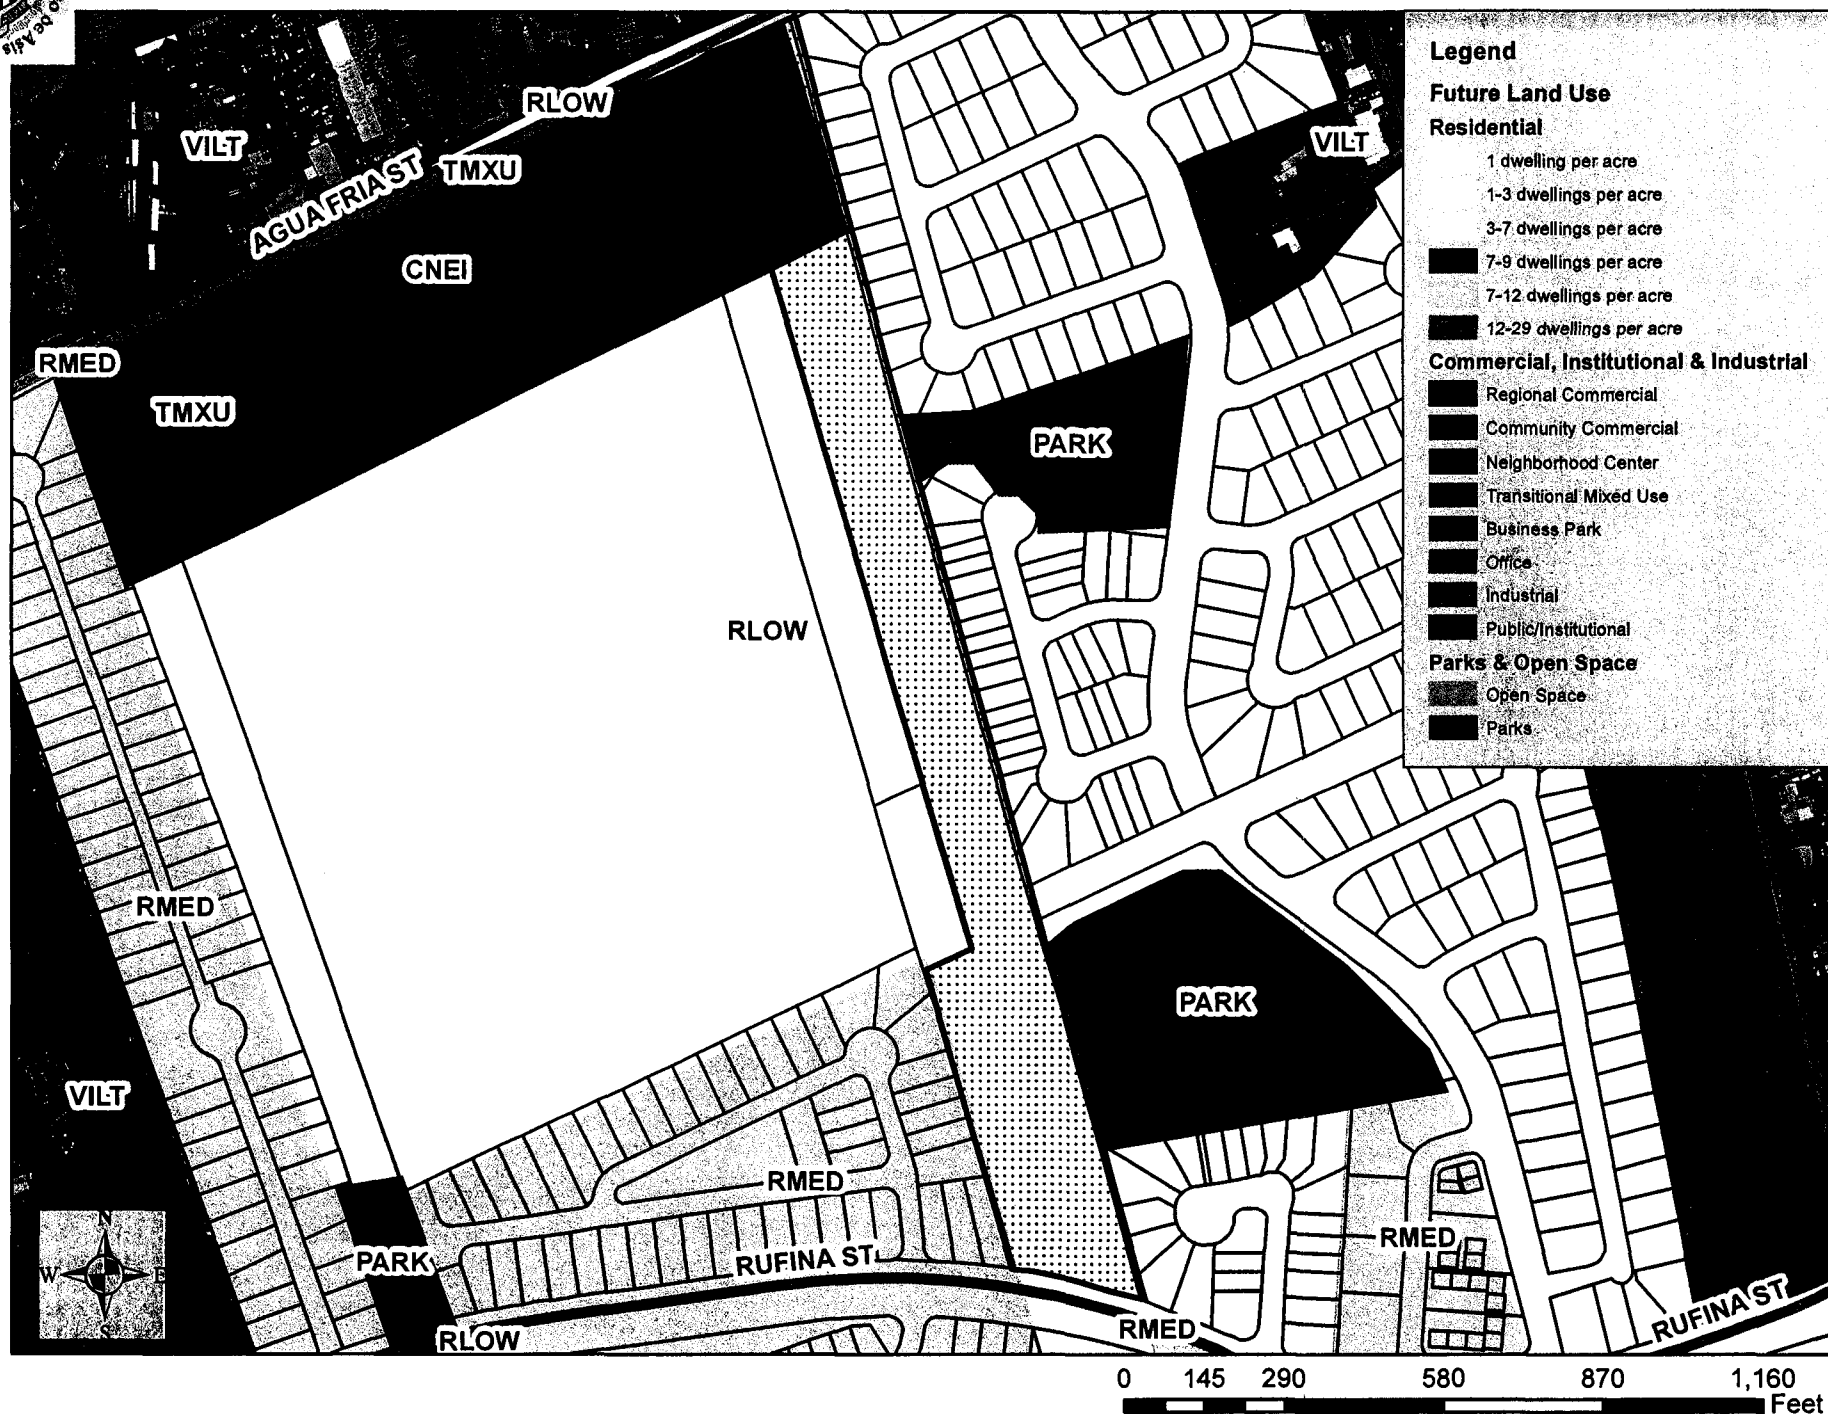 to be Asis
Legend
Future Land Use
Residential
1 dwelling per acre
1-3 dwellings per acre
3-7 dwellings per acre
7-9 dwellings per acre
7-12 dwellings per acre
12-29 dwellings per acre
Commercial, Institutional & Industrial
Regional Commercial
Community Commercial
Neighborhood Center
Transitional Mixed Use
Business Park
Office
Industrial
Public/Institutional
Parks & Open Space
Open Space
Parks
RLOW
VILT
VILT
TMXU
AGUA FRIA ST
CNEI
RMED
TMXU
PARK
RLOW
RMED
PARK
VILT
RMED
N
W
E
S
PARK
RUFINA ST
RMED
RLOW
RMED
RUFINA ST
0 145 290 580 870 1,160
Feet